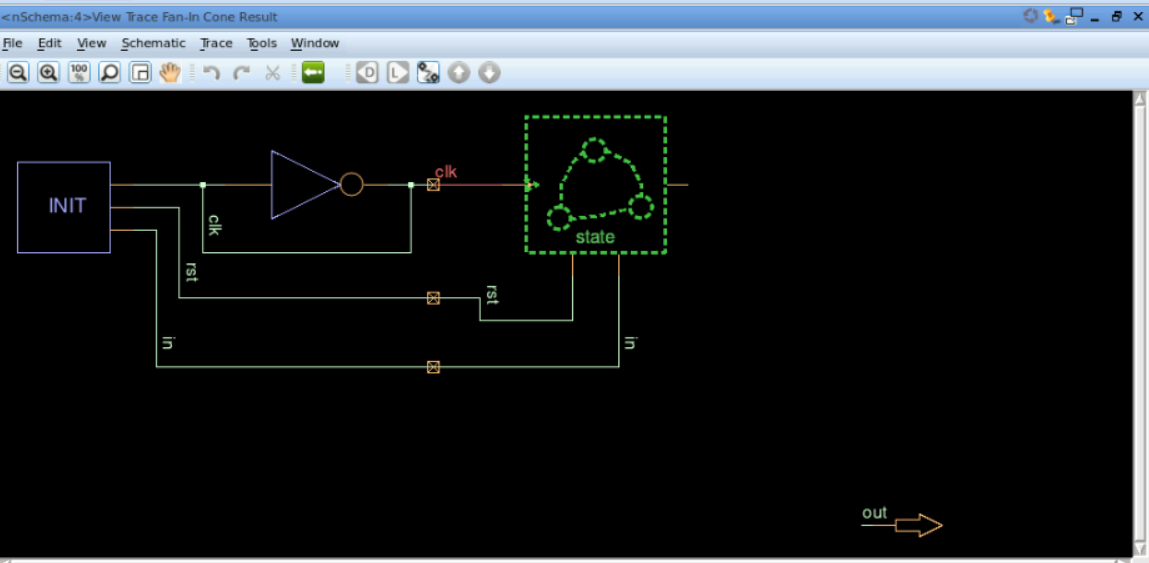 <nSchema:4>View Trace Fan-In Cone Result
File Edit View Schematic Trace Tools Window
100 %
D
L
clk
INIT
clk
state
rst
rst
in
in
out